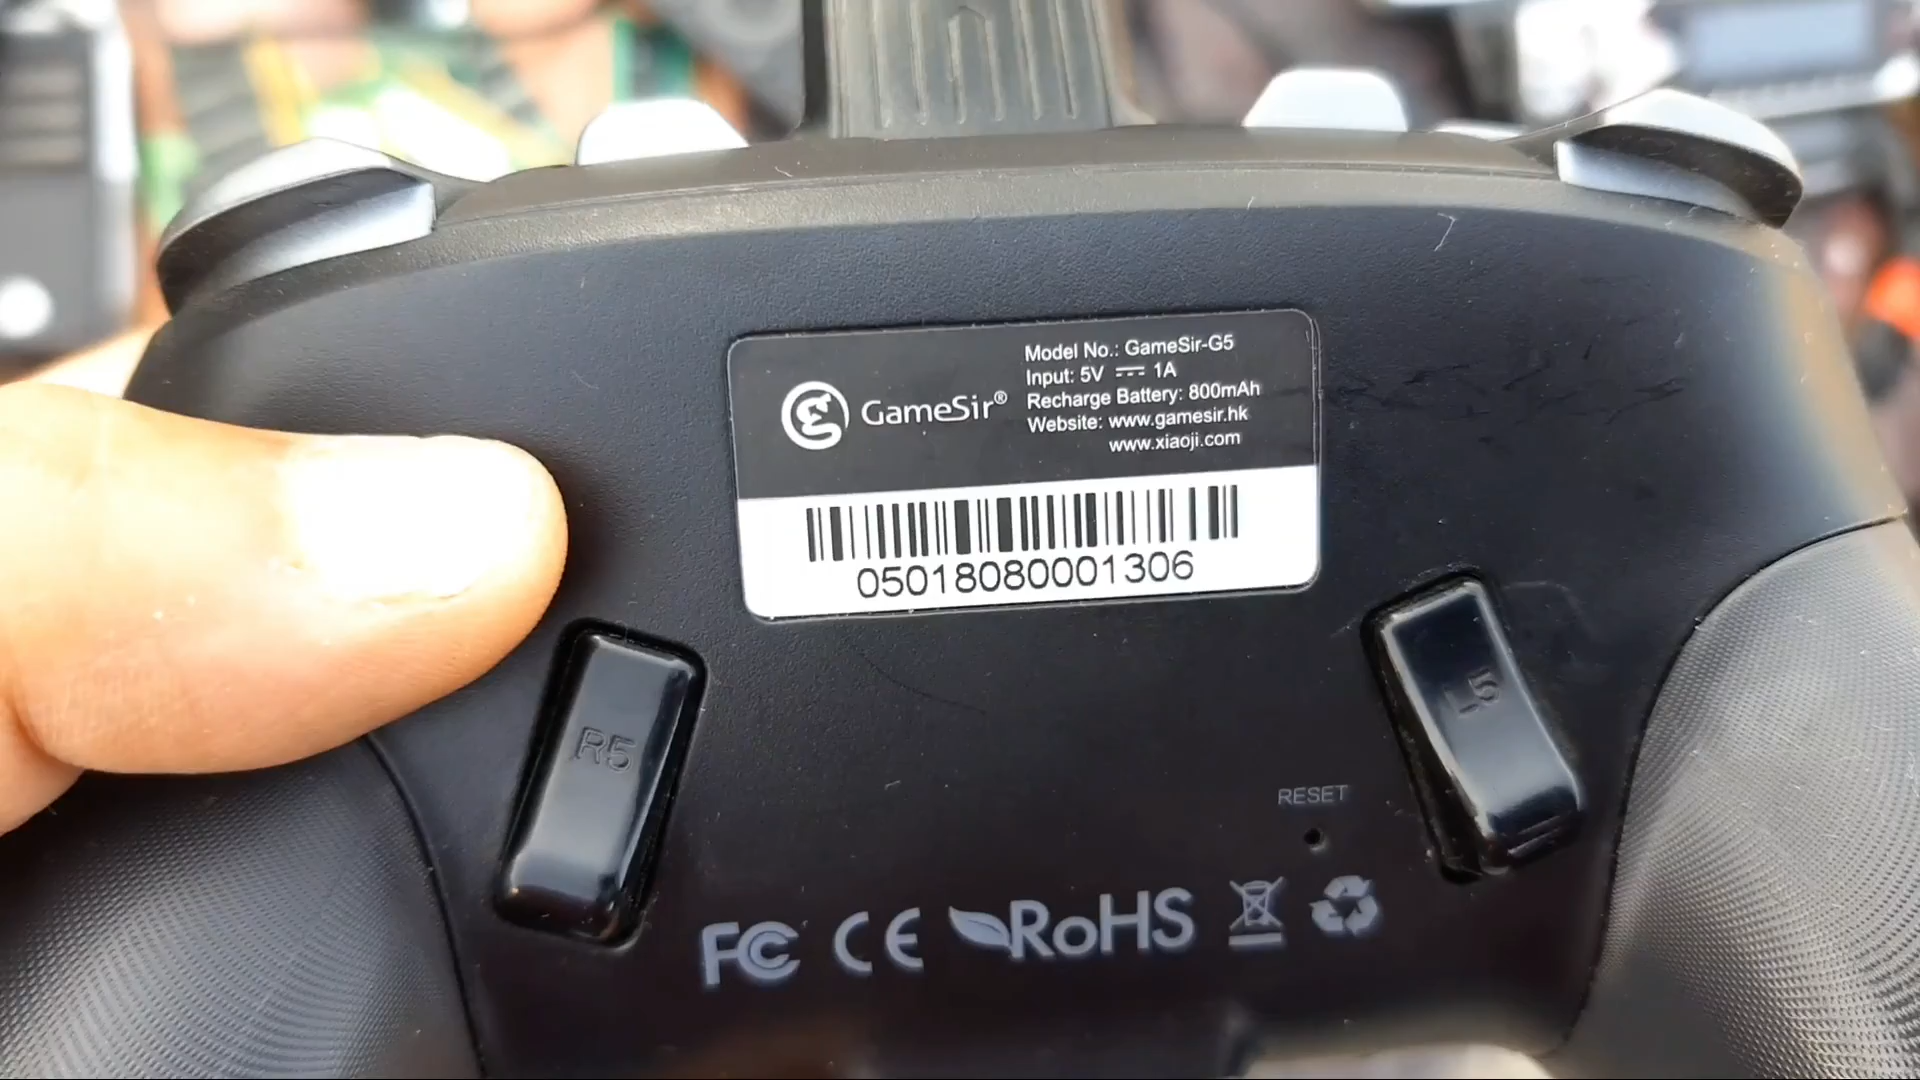 GameSir®
Model No.: GameSir-G5
Input: 5V ⎓ 1A
Recharge Battery: 800mAh
Website: www.gamesir.hk
www.xiaoji.com
05018080001306
R5
L5
RESET
FC CE RoHS